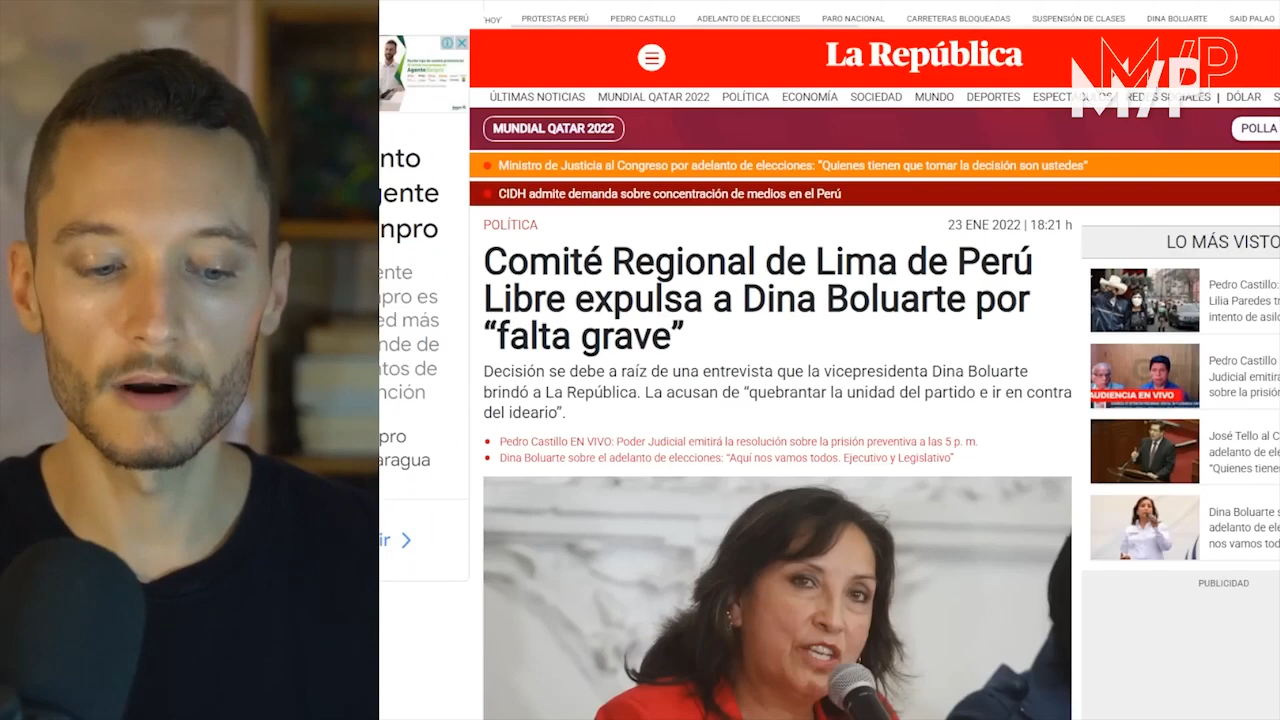 'HOY'
PROTESTAS PERÚ
PEDRO CASTILLO
ADELANTO DE ELECCIONES
PARO NACIONAL
CARRETERAS BLOQUEADAS
SUSPENSIÓN DE CLASES
DINA BOLUARTE
SAID PALAO
La República
M/P
ÚLTIMAS NOTICIAS
MUNDIAL QATAR 2022
POLÍTICA
ECONOMÍA
SOCIEDAD
MUNDO
DEPORTES
ESPECTÁCULOS
REDES SOCIALES
DÓLAR
MUNDIAL QATAR 2022
POLLA
Ministro de Justicia al Congreso por adelanto de elecciones: “Quienes tienen que tomar la decisión son ustedes”
CIDH admite demanda sobre concentración de medios en el Perú
POLÍTICA
23 ENE 2022 | 18:21 h
Comité Regional de Lima de Perú
Libre expulsa a Dina Boluarte por
“falta grave”
Decisión se debe a raíz de una entrevista que la vicepresidenta Dina Boluarte
brindó a La República. La acusan de “quebrantar la unidad del partido e ir en contra
del ideario”.
Pedro Castillo EN VIVO: Poder Judicial emitirá la resolución sobre la prisión preventiva a las 5 p. m.
Dina Boluarte sobre el adelanto de elecciones: “Aquí nos vamos todos. Ejecutivo y Legislativo”
LO MÁS VISTO
Pedro Castillo:
Lilia Paredes t
intento de asil
Pedro Castillo
Judicial emitirá
sobre la prisió
AUDIENCIA EN VIVO
José Tello al C
adelanto de ele
“Quienes tiene
Dina Boluarte s
adelanto de ele
nos vamos tod
PUBLICIDAD
nto
gente
npro
ente
npro es
ed más
nde de
ntos de
nción
pro
aragua
ir